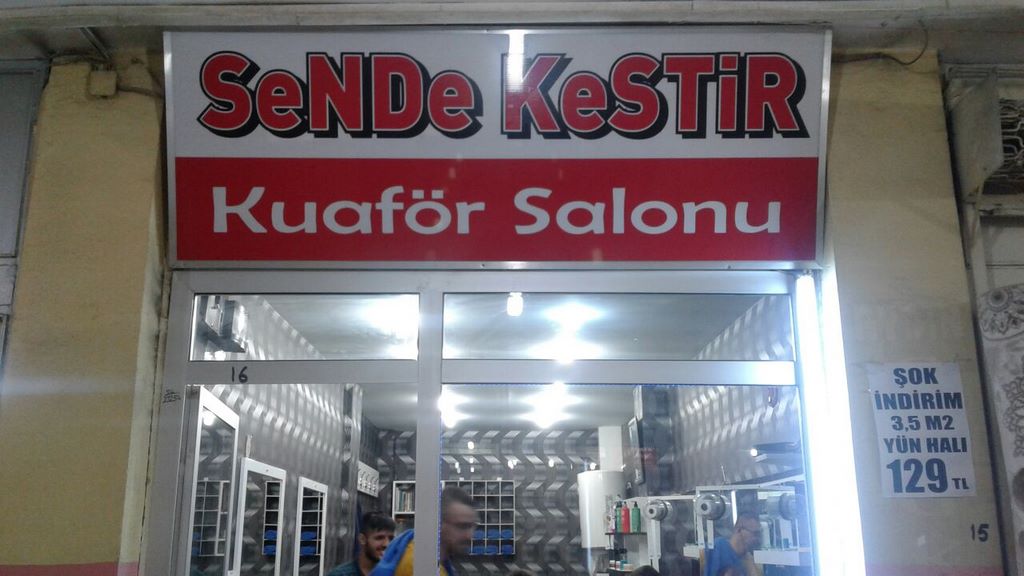 SeNDe KeSTiR
Kuaför Salonu
16
ŞOK
İNDİRİM
3,5 M2
YÜN HALI
129 TL
15